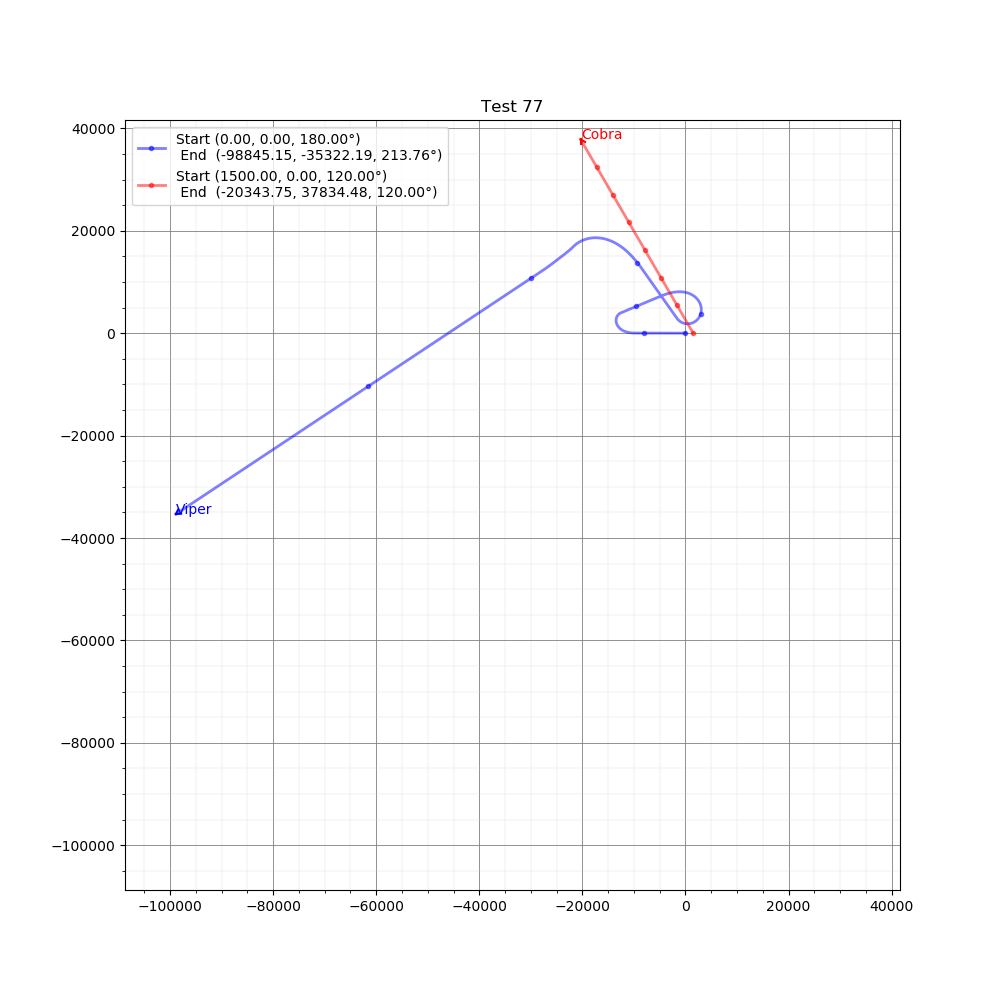 Test 77
Start (0.00, 0.00, 180.00°)
End (-98845.15, -35322.19, 213.76°)
Start (1500.00, 0.00, 120.00°)
End (-20343.75, 37834.48, 120.00°)
Cobra
Viper
40000
20000
0
−20000
−40000
−60000
−80000
−100000
−100000 −80000 −60000 −40000 −20000 0 20000 40000